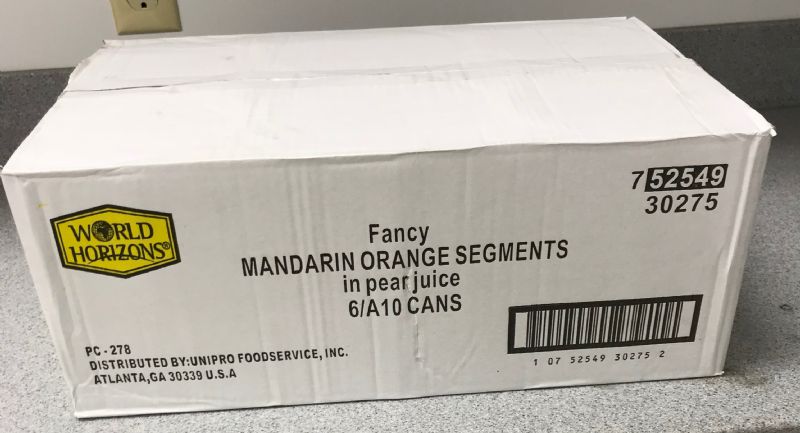 WORLD
HORIZONS®
Fancy
MANDARIN ORANGE SEGMENTS
in pear juice
6/A10 CANS
7 52549
30275
PC - 278
DISTRIBUTED BY:UNIPRO FOODSERVICE, INC.
ATLANTA,GA 30339 U.S.A
1 07 52549 30275 2